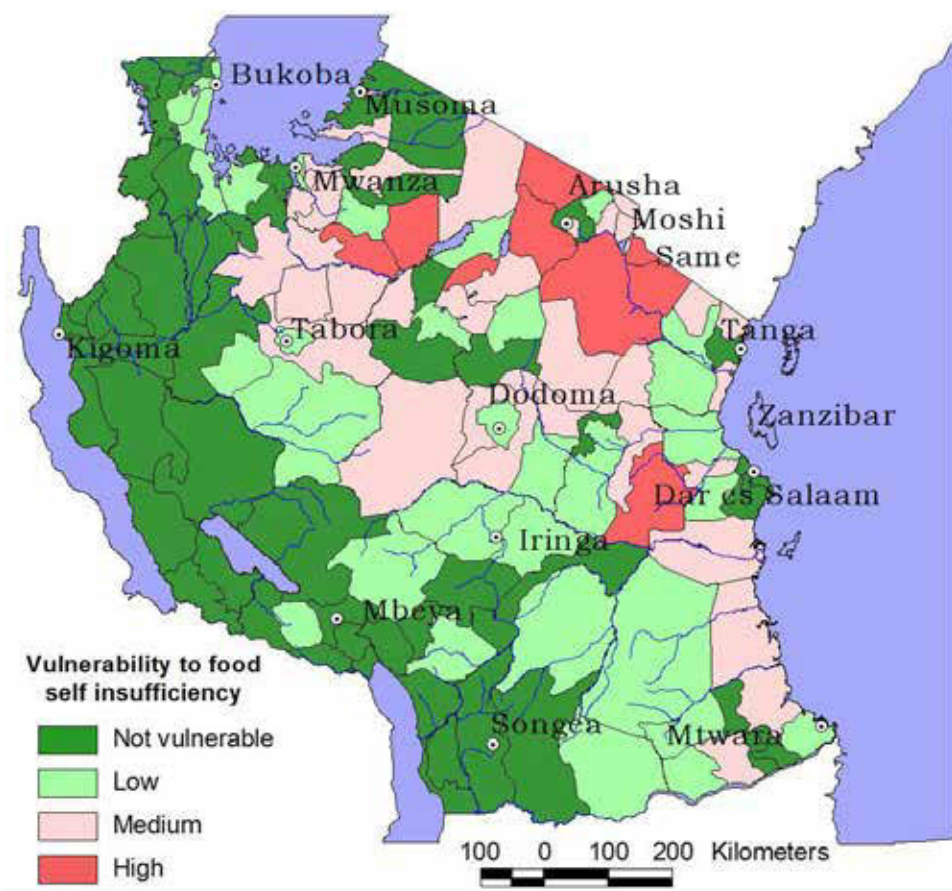 Bukoba
Musoma
Mwanza
Arusha
Moshi
Same
Kigoma
Tabora
Tanga
Dodoma
Zanzibar
Dar es Salaam
Iringa
Mbeya
Songea
Mtwara
Vulnerability to food
self insufficiency
Not vulnerable
Low
Medium
High
100 0 100 200 Kilometers